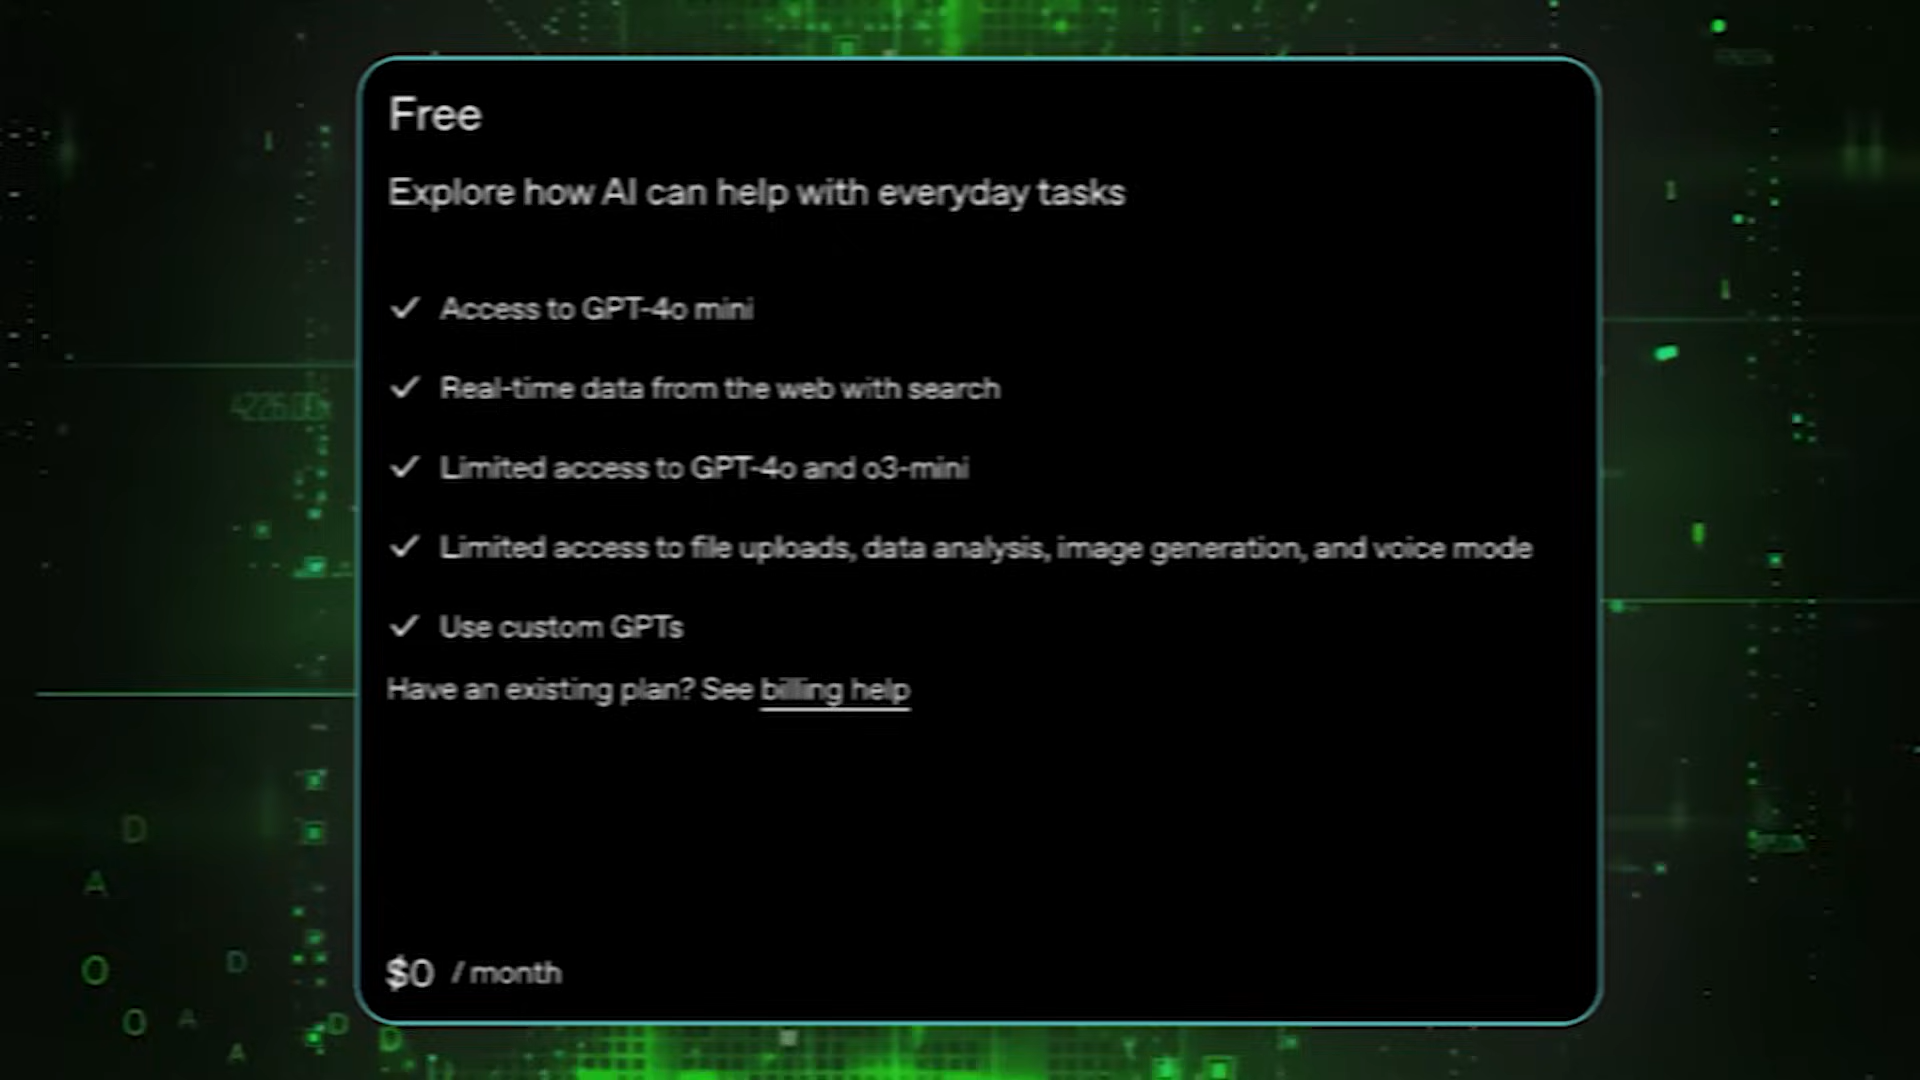 Free
Explore how AI can help with everyday tasks
Access to GPT-4o mini
Real-time data from the web with search
Limited access to GPT-4o and o3-mini
Limited access to file uploads, data analysis, image generation, and voice mode
Use custom GPTs
Have an existing plan? See billing help
$0 / month